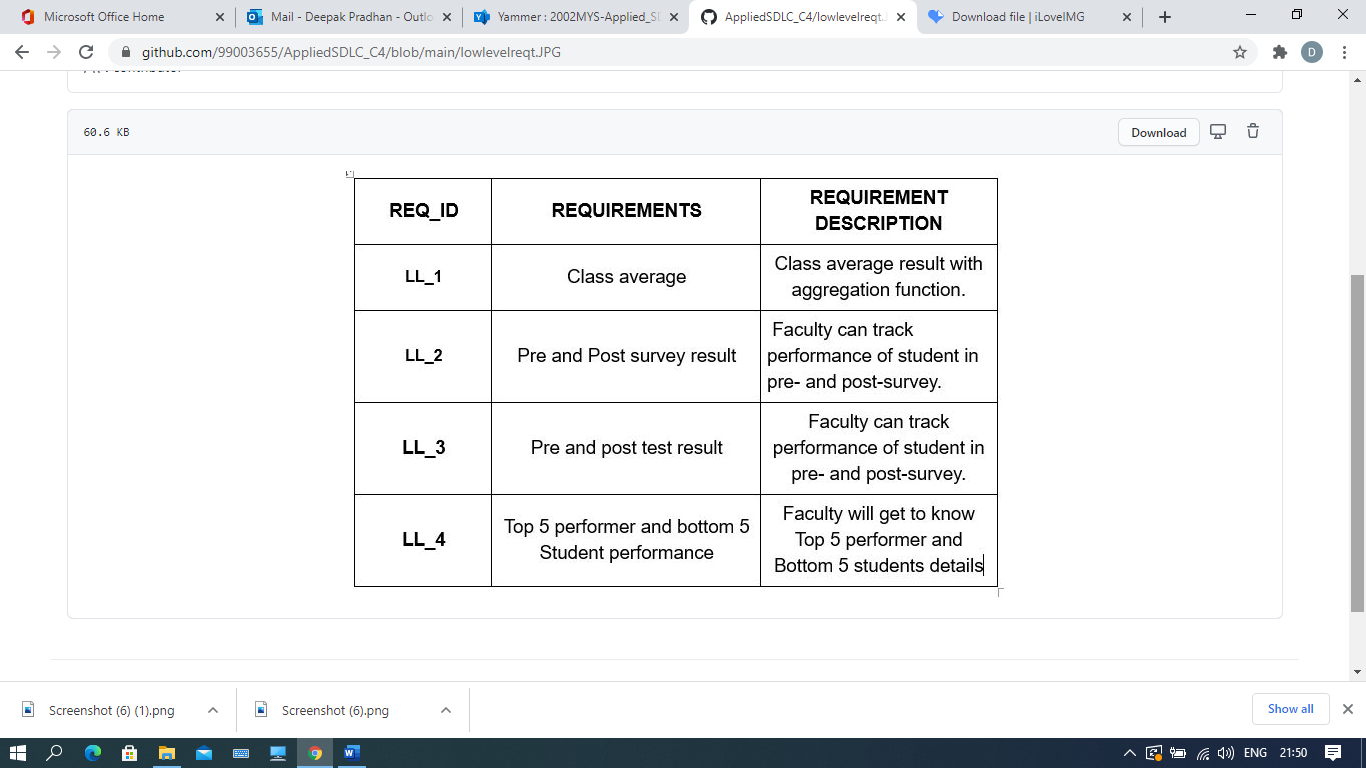 Microsoft Office Home
Mail - Deepak Pradhan - Outlo
Yammer : 2002MYS-Applied_SD
AppliedSDLC_C4/lowlevelreqt.J
Download file | iLoveIMG
github.com/99003655/AppliedSDLC_C4/blob/main/lowlevelreqt.JPG
D
60.6 KB
Download
REQ_ID
REQUIREMENTS
REQUIREMENT
DESCRIPTION
LL_1
Class average
Class average result with
aggregation function.
LL_2
Pre and Post survey result
Faculty can track
performance of student in
pre- and post-survey.
LL_3
Pre and post test result
Faculty can track
performance of student in
pre- and post-survey.
LL_4
Top 5 performer and bottom 5
Student performance
Faculty will get to know
Top 5 performer and
Bottom 5 students details
Screenshot (6) (1).png
Screenshot (6).png
Show all
ENG
21:50